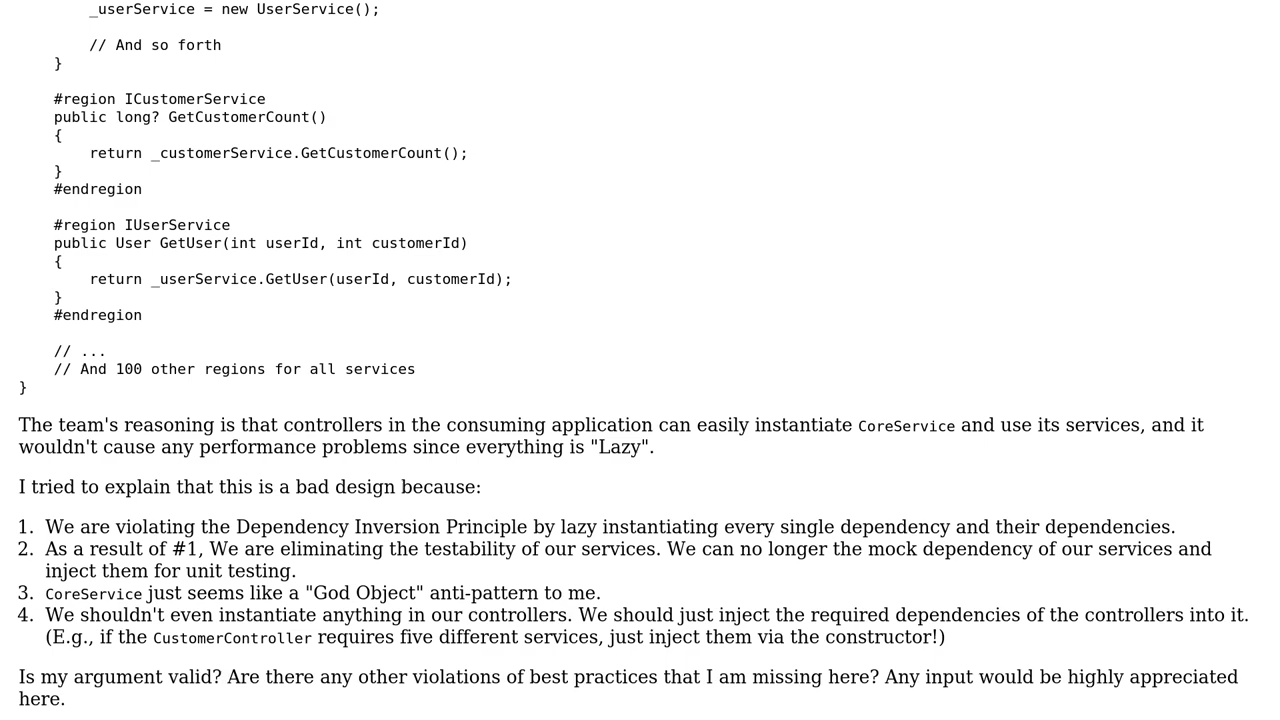 _userService = new UserService();
// And so forth
}
#region ICustomerService
public long? GetCustomerCount()
{
return _customerService.GetCustomerCount();
}
#endregion
#region IUserService
public User GetUser(int userId, int customerId)
{
return _userService.GetUser(userId, customerId);
}
#endregion
// ...
// And 100 other regions for all services
}
The team's reasoning is that controllers in the consuming application can easily instantiate CoreService and use its services, and it
wouldn't cause any performance problems since everything is "Lazy".
I tried to explain that this is a bad design because:
1. We are violating the Dependency Inversion Principle by lazy instantiating every single dependency and their dependencies.
2. As a result of #1, We are eliminating the testability of our services. We can no longer the mock dependency of our services and
inject them for unit testing.
3. CoreService just seems like a "God Object" anti-pattern to me.
4. We shouldn't even instantiate anything in our controllers. We should just inject the required dependencies of the controllers into it.
(E.g., if the CustomerController requires five different services, just inject them via the constructor!)
Is my argument valid? Are there any other violations of best practices that I am missing here? Any input would be highly appreciated
here.